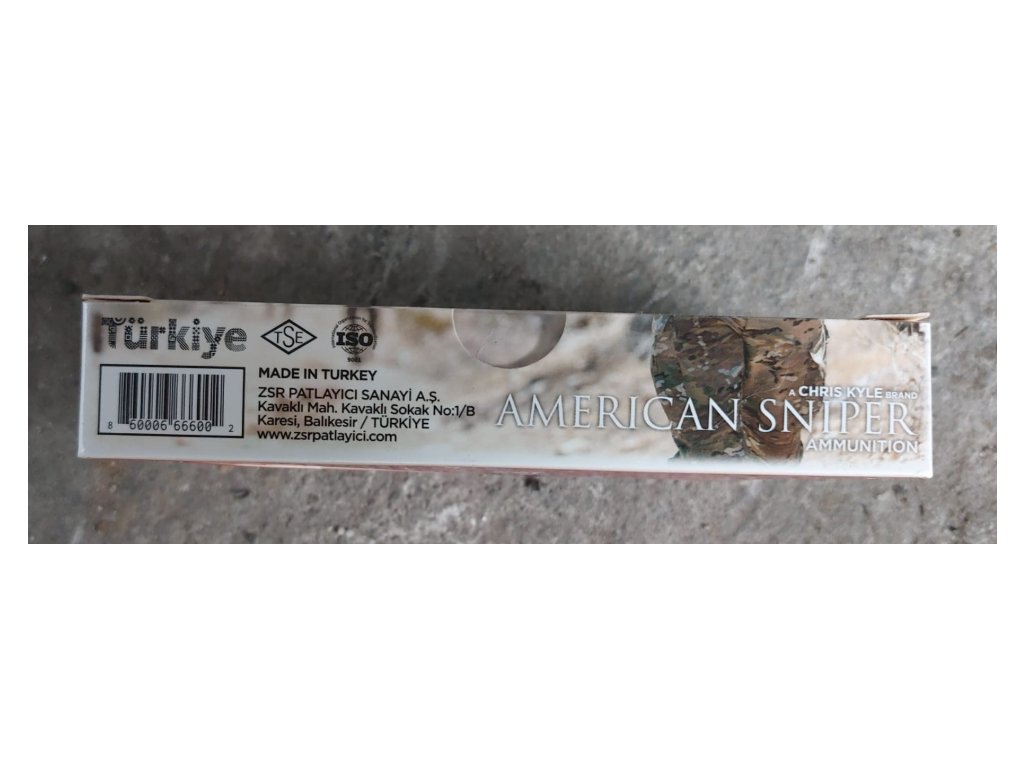 Türkiye
TSE
ISO
9001
8 60006 66600 2
MADE IN TURKEY
ZSR PATLAYICI SANAYİ A.Ş.
Kavaklı Mah. Kavaklı Sokak No:1/B
Karesi, Balıkesir / TÜRKİYE
www.zsrpatlayici.com
A CHRIS KYLE BRAND
AMERICAN SNIPER
AMMUNITION